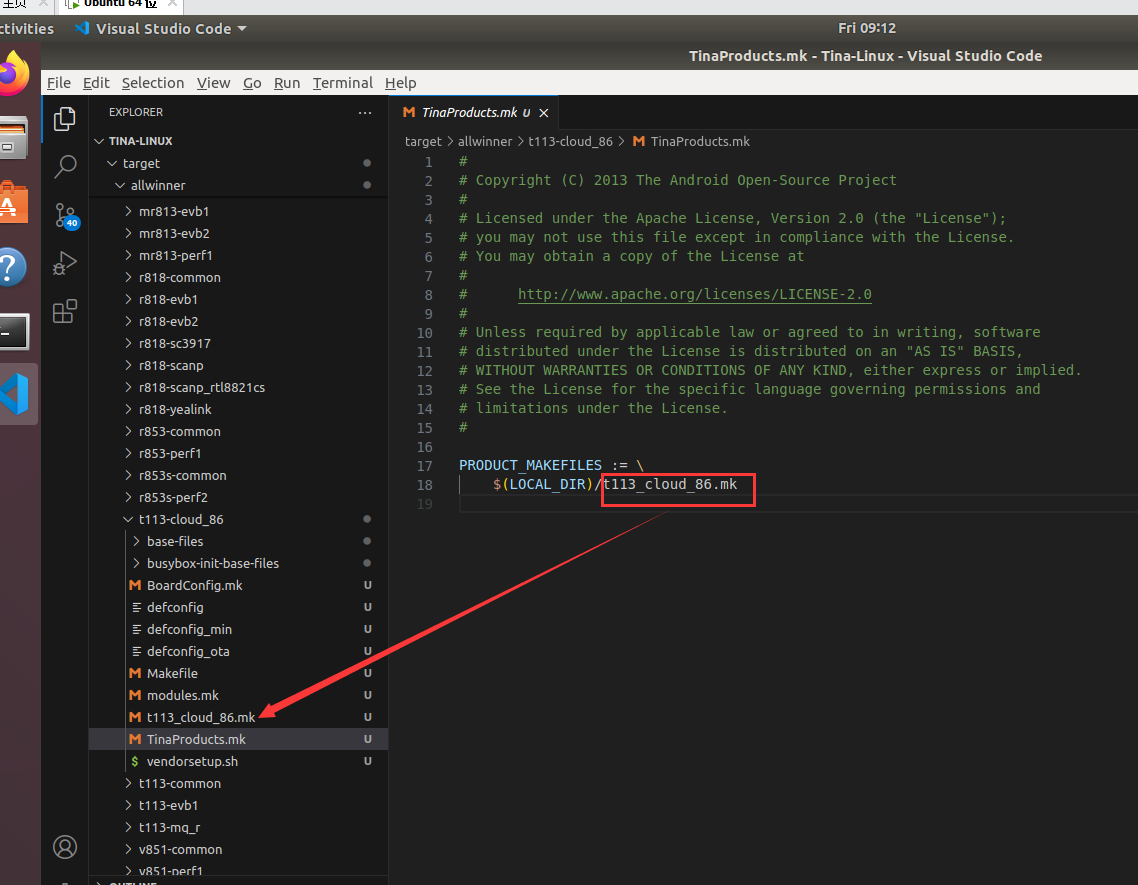 主页
Ubuntu 64 位
ctivities
Visual Studio Code
Fri 09:12
TinaProducts.mk - Tina-Linux - Visual Studio Code
File Edit Selection View Go Run Terminal Help
EXPLORER
TINA-LINUX
target
allwinner
mr813-evb1
mr813-evb2
mr813-perf1
r818-common
r818-evb1
r818-evb2
r818-sc3917
r818-scanp
r818-scanp_rtl8821cs
r818-yealink
r853-common
r853-perf1
r853s-common
r853s-perf2
t113-cloud_86
base-files
busybox-init-base-files
BoardConfig.mk U
defconfig U
defconfig_min U
defconfig_ota U
Makefile U
modules.mk U
t113_cloud_86.mk U
TinaProducts.mk U
$ vendorsetup.sh U
t113-common
t113-evb1
t113-mq_r
v851-common
v851-perf1
OUTLINE
40
TinaProducts.mk U
target > allwinner > t113-cloud_86 > TinaProducts.mk
1 #
2 # Copyright (C) 2013 The Android Open-Source Project
3 #
4 # Licensed under the Apache License, Version 2.0 (the "License");
5 # you may not use this file except in compliance with the License.
6 # You may obtain a copy of the License at
7 #
8 #      http://www.apache.org/licenses/LICENSE-2.0
9 #
10 # Unless required by applicable law or agreed to in writing, software
11 # distributed under the License is distributed on an "AS IS" BASIS,
12 # WITHOUT WARRANTIES OR CONDITIONS OF ANY KIND, either express or implied.
13 # See the License for the specific language governing permissions and
14 # limitations under the License.
15 #
16
17 PRODUCT_MAKEFILES := \
18     $(LOCAL_DIR)/t113_cloud_86.mk
19